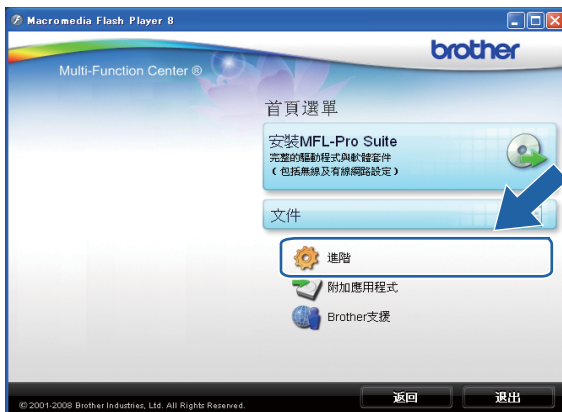 Macromedia Flash Player 8
brother
Multi-Function Center ®
首頁選單
安裝MFL-Pro Suite
完整的驅動程式與軟體套件
(包括無線及有線網路設定)
文件
進階
附加應用程式
Brother支援
© 2001-2008 Brother Industries, Ltd. All Rights Reserved.
返回
退出